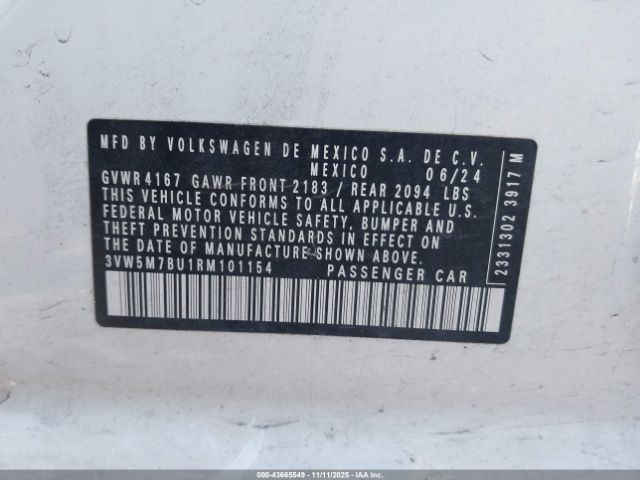 MFD BY VOLKSWAGEN DE MEXICO S.A. DE C.V.
MEXICO 06/24
GVWR 4167 GAWR FRONT 2183 / REAR 2094 LBS
THIS VEHICLE CONFORMS TO ALL APPLICABLE U.S.
FEDERAL MOTOR VEHICLE SAFETY, BUMPER AND
THEFT PREVENTION STANDARDS IN EFFECT ON
THE DATE OF MANUFACTURE SHOWN ABOVE.
3VW5M7BU1RM101154 PASSENGER CAR
2331302 3917 M
000-43665549 - 11/11/2025 - IAAI.COM